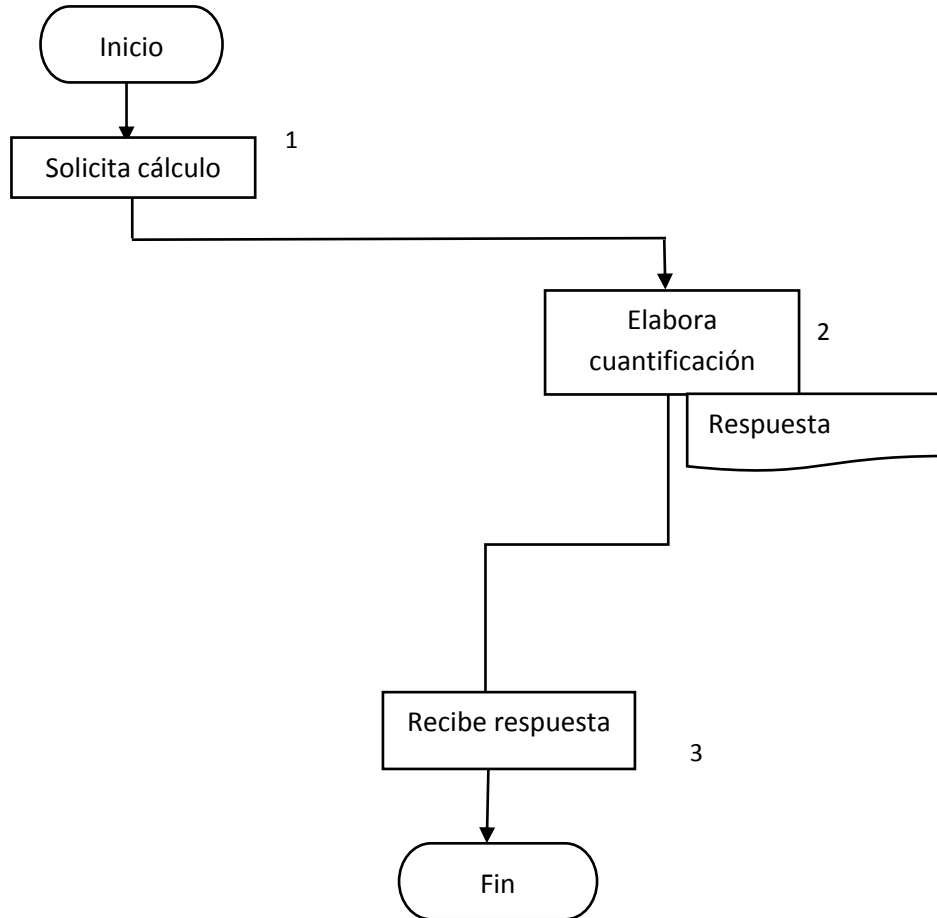 Inicio
1
Solicita cálculo
Elabora
cuantificación
2
Respuesta
Recibe respuesta
3
Fin